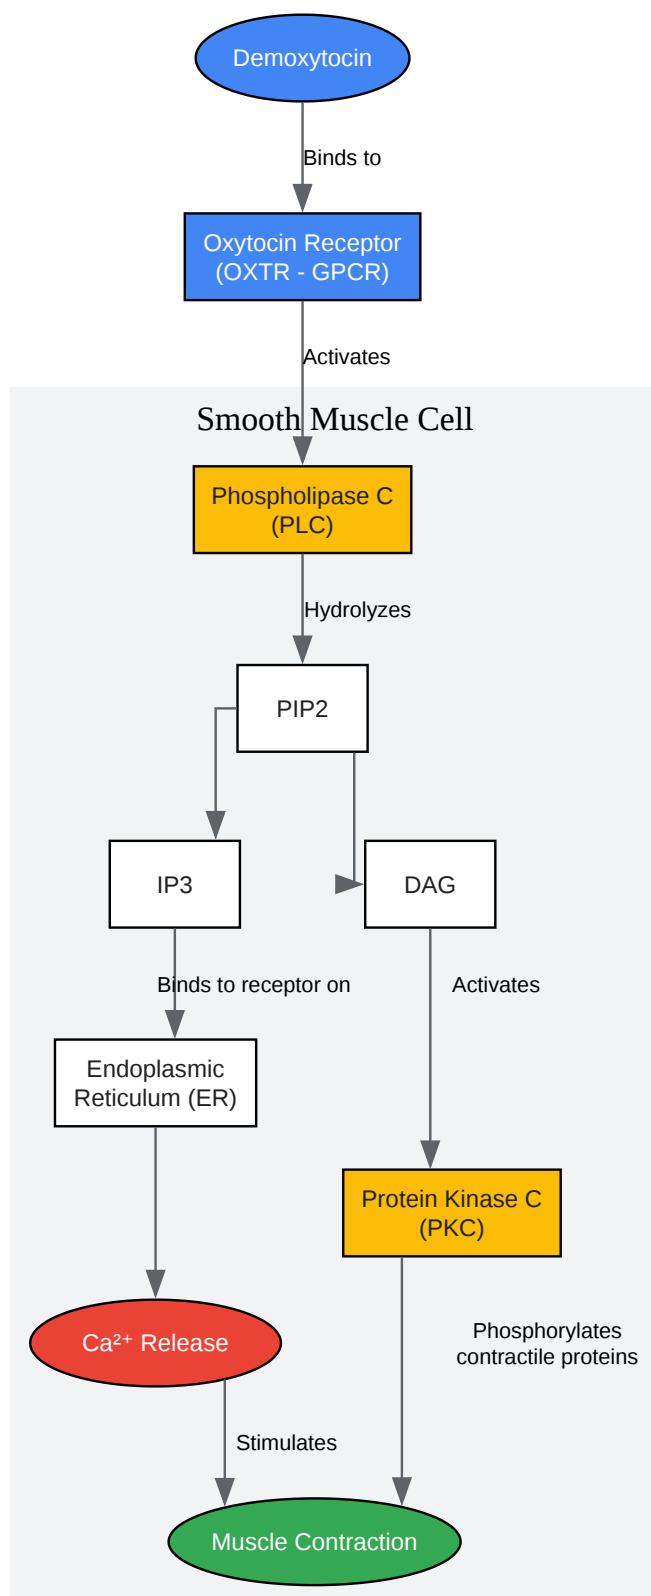 Demoxytocin
Binds to
Oxytocin Receptor
(OXTR - GPCR)
Activates
Smooth Muscle Cell
Phospholipase C
(PLC)
Hydrolyzes
PIP2
IP3
DAG
Binds to receptor on
Activates
Endoplasmic
Reticulum (ER)
Protein Kinase C
(PKC)
Ca²⁺ Release
Phosphorylates
contractile proteins
Stimulates
Muscle Contraction